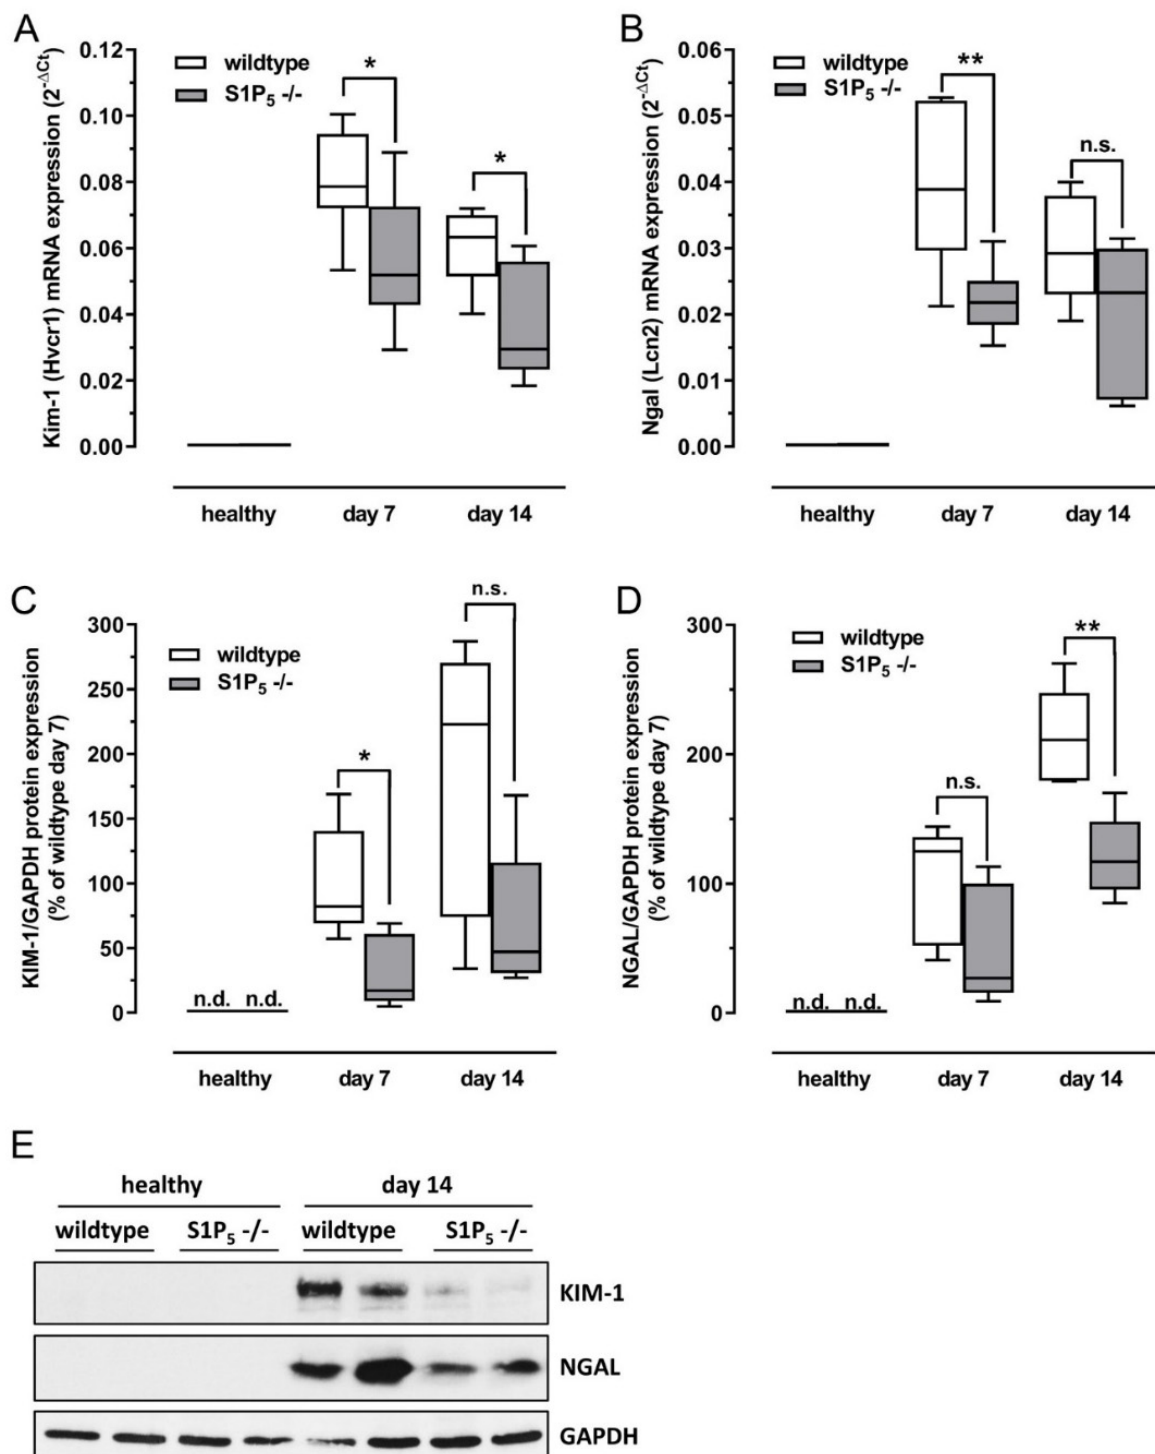 A
Kim-1 (Hvcr1) mRNA expression (2^-ΔCt)
0.12
0.10
0.08
0.06
0.04
0.02
0.00
wildtype
S1P5 -/-
*
*
healthy day 7 day 14
B
Ngal (Lcn2) mRNA expression (2^-ΔCt)
0.06
0.05
0.04
0.03
0.02
0.01
0.00
wildtype
S1P5 -/-
**
n.s.
healthy day 7 day 14
C
KIM-1/GAPDH protein expression
(% of wildtype day 7)
300
250
200
150
100
50
0
wildtype
S1P5 -/-
n.d. n.d.
*
n.s.
healthy day 7 day 14
D
NGAL/GAPDH protein expression
(% of wildtype day 7)
300
200
100
0
wildtype
S1P5 -/-
n.d. n.d.
n.s.
**
healthy day 7 day 14
E
healthy day 14
wildtype S1P5 -/- wildtype S1P5 -/-
KIM-1
NGAL
GAPDH